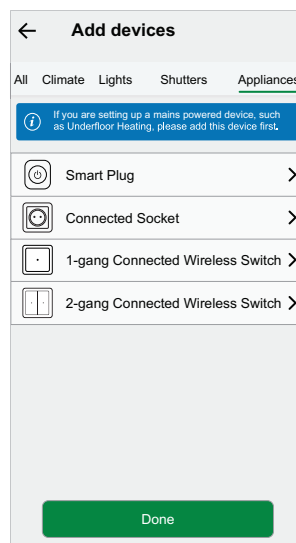 Add devices
All Climate Lights Shutters Appliances
If you are setting up a mains powered device, such
as Underfloor Heating, please add this device first.
Smart Plug
Connected Socket
1-gang Connected Wireless Switch
2-gang Connected Wireless Switch
Done